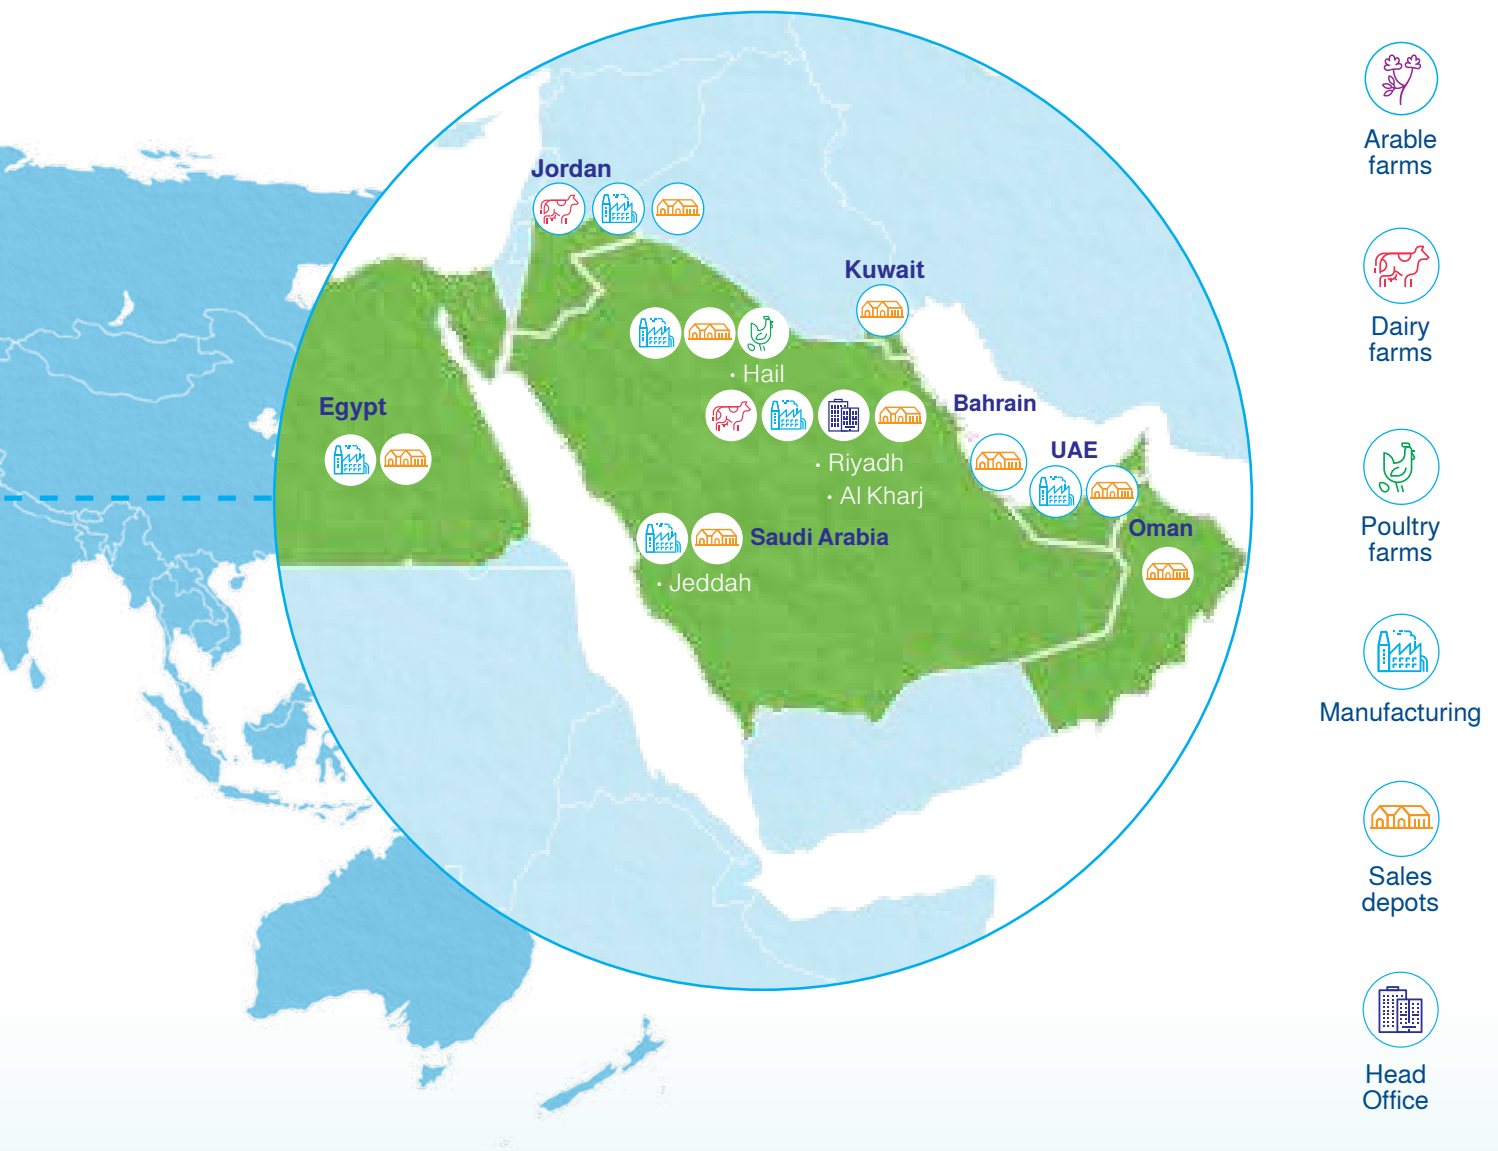 Jordan
Kuwait
· Hail
Egypt
Bahrain
UAE
· Riyadh
· Al Kharj
Oman
Saudi Arabia
· Jeddah
Arable
farms
Dairy
farms
Poultry
farms
Manufacturing
Sales
depots
Head
Office